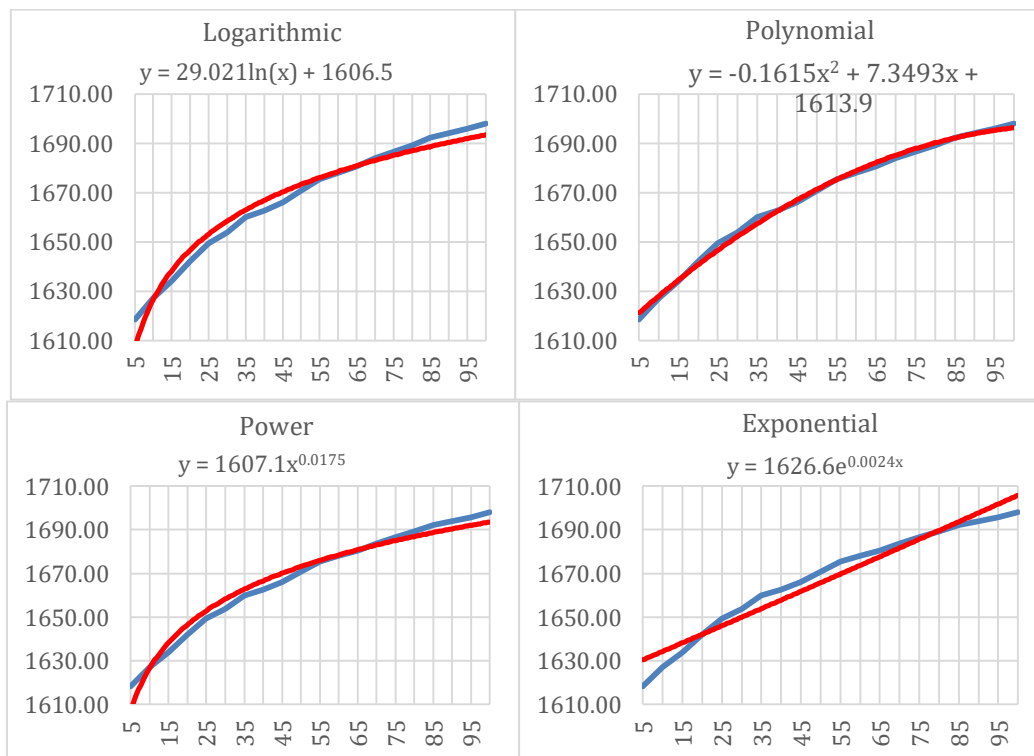 Logarithmic
y = 29.021ln(x) + 1606.5
1710.00
1690.00
1670.00
1650.00
1630.00
1610.00
5 15 25 35 45 55 65 75 85 95
Polynomial
y = -0.1615x² + 7.3493x +
1613.9
1710.00
1690.00
1670.00
1650.00
1630.00
1610.00
5 15 25 35 45 55 65 75 85 95
Power
y = 1607.1x⁰·⁰¹⁷⁵
1710.00
1690.00
1670.00
1650.00
1630.00
1610.00
5 15 25 35 45 55 65 75 85 95
Exponential
y = 1626.6e⁰·⁰⁰²⁴ˣ
1710.00
1690.00
1670.00
1650.00
1630.00
1610.00
5 15 25 35 45 55 65 75 85 95